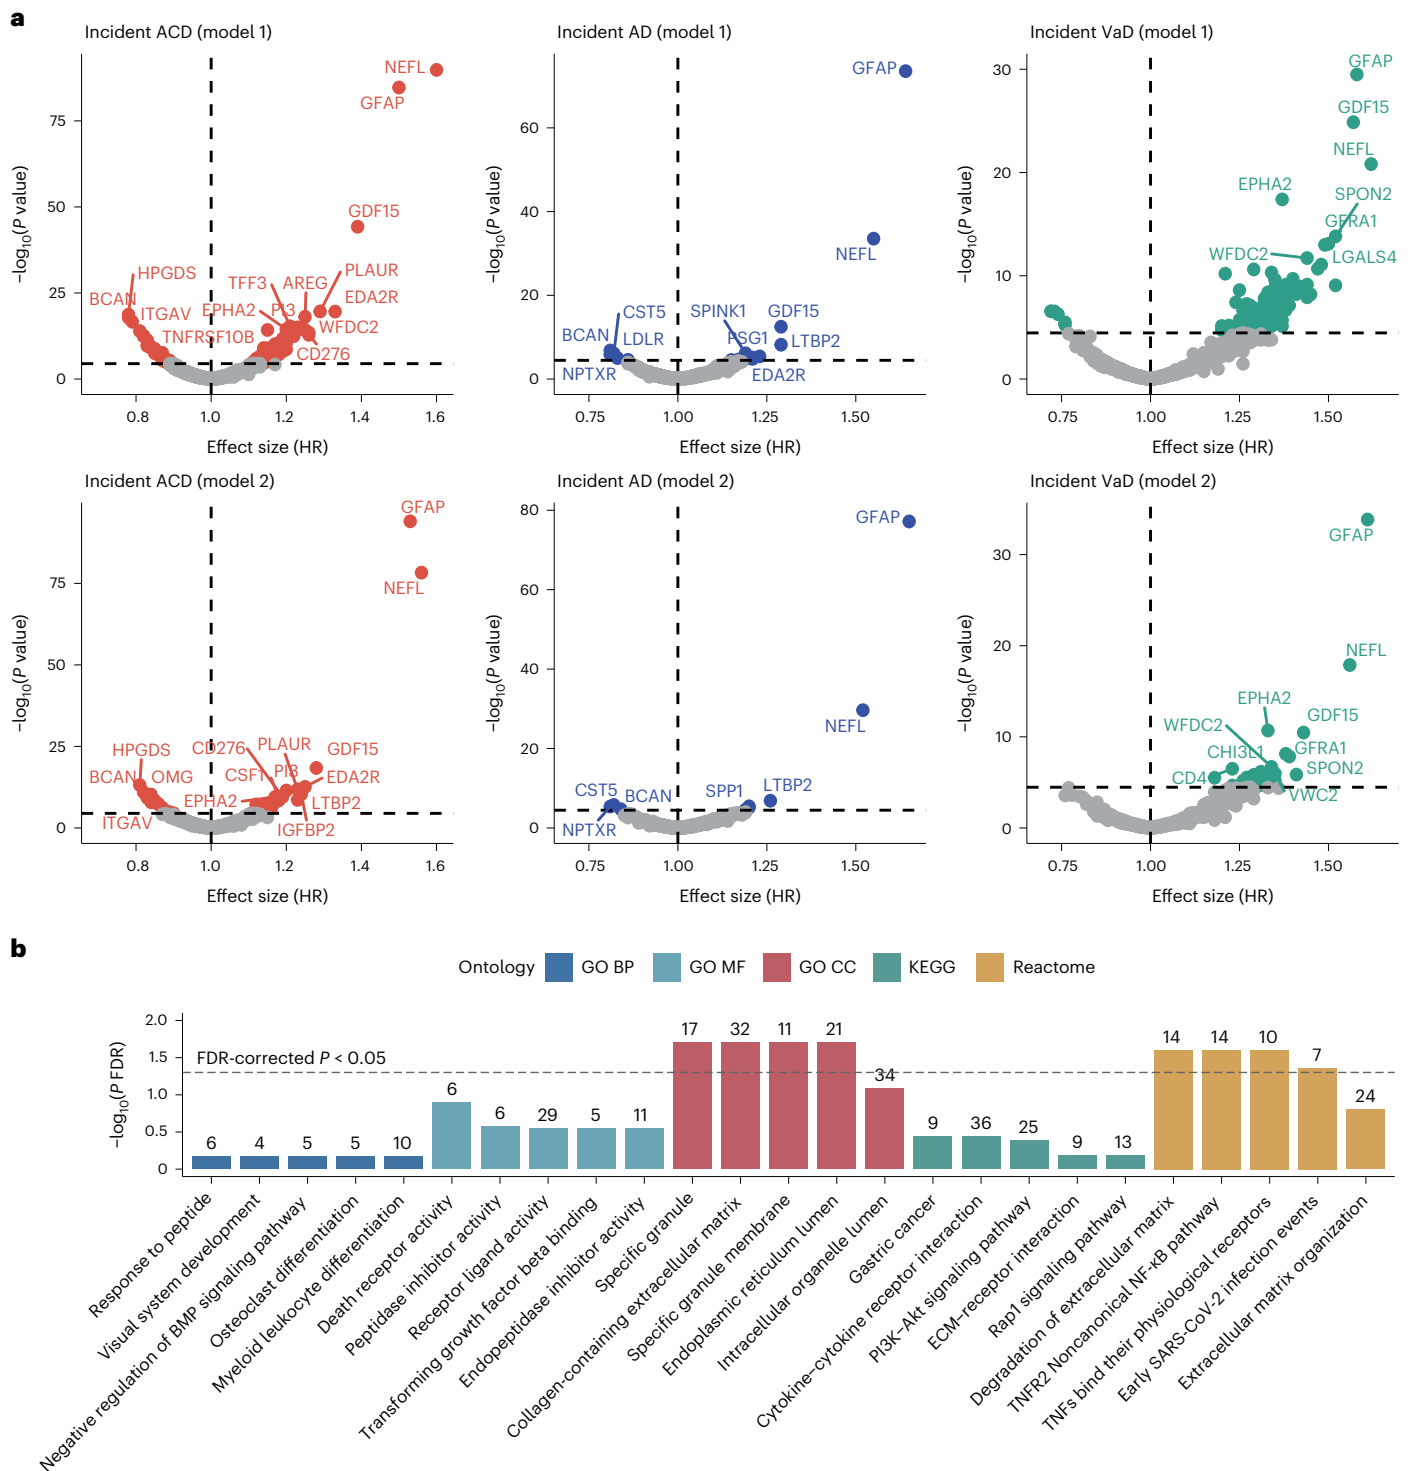 a
Incident ACD (model 1)
−log10(P value)
75
50
25
0
NEFL
GFAP
GDF15
HPGDS
BCAN
ITGAV
TFF3
AREG
PLAUR
EPHA2
PI3
EDA2R
TNFRSF10B
WFDC2
CD276
0.8 1.0 1.2 1.4 1.6
Effect size (HR)
Incident AD (model 1)
−log10(P value)
60
40
20
0
GFAP
NEFL
CST5
SPINK1
GDF15
BCAN
LDLR
PSG1
LTBP2
NPTXR
EDA2R
0.75 1.00 1.25 1.50
Effect size (HR)
Incident VaD (model 1)
−log10(P value)
30
20
10
0
GFAP
GDF15
NEFL
EPHA2
SPON2
GFRA1
WFDC2
LGALS4
0.75 1.00 1.25 1.50
Effect size (HR)
Incident ACD (model 2)
−log10(P value)
75
50
25
0
GFAP
NEFL
HPGDS
CD276
PLAUR
GDF15
BCAN
OMG
CSF1
PI3
EDA2R
EPHA2
LTBP2
ITGAV
IGFBP2
0.8 1.0 1.2 1.4 1.6
Effect size (HR)
Incident AD (model 2)
−log10(P value)
80
60
40
20
0
GFAP
NEFL
CST5
BCAN
SPP1
LTBP2
NPTXR
0.75 1.00 1.25 1.50
Effect size (HR)
Incident VaD (model 2)
−log10(P value)
30
20
10
0
GFAP
NEFL
EPHA2
WFDC2
GDF15
CHI3L1
GFRA1
CD4
SPON2
VWC2
0.75 1.00 1.25 1.50
Effect size (HR)
b
Ontology GO BP GO MF GO CC KEGG Reactome
−log10(P FDR)
2.0
1.5
1.0
0.5
0
FDR-corrected P < 0.05
6 4 5 5 10 6 6 29 5 11 17 32 11 21 34 9 36 25 9 13 14 14 10 7 24
Response to peptide
Visual system development
Negative regulation of BMP signaling pathway
Osteoclast differentiation
Myeloid leukocyte differentiation
Death receptor activity
Peptidase inhibitor activity
Receptor ligand activity
Transforming growth factor beta binding
Endopeptidase inhibitor activity
Specific granule
Collagen-containing extracellular matrix
Specific granule membrane
Endoplasmic reticulum lumen
Intracellular organelle lumen
Gastric cancer
Cytokine–cytokine receptor interaction
PI3K–Akt signaling pathway
ECM–receptor interaction
Rap1 signaling pathway
Degradation of extracellular matrix
TNFR2 Noncanonical NF-κB pathway
TNFs bind their physiological receptors
Early SARS-CoV-2 infection events
Extracellular matrix organization